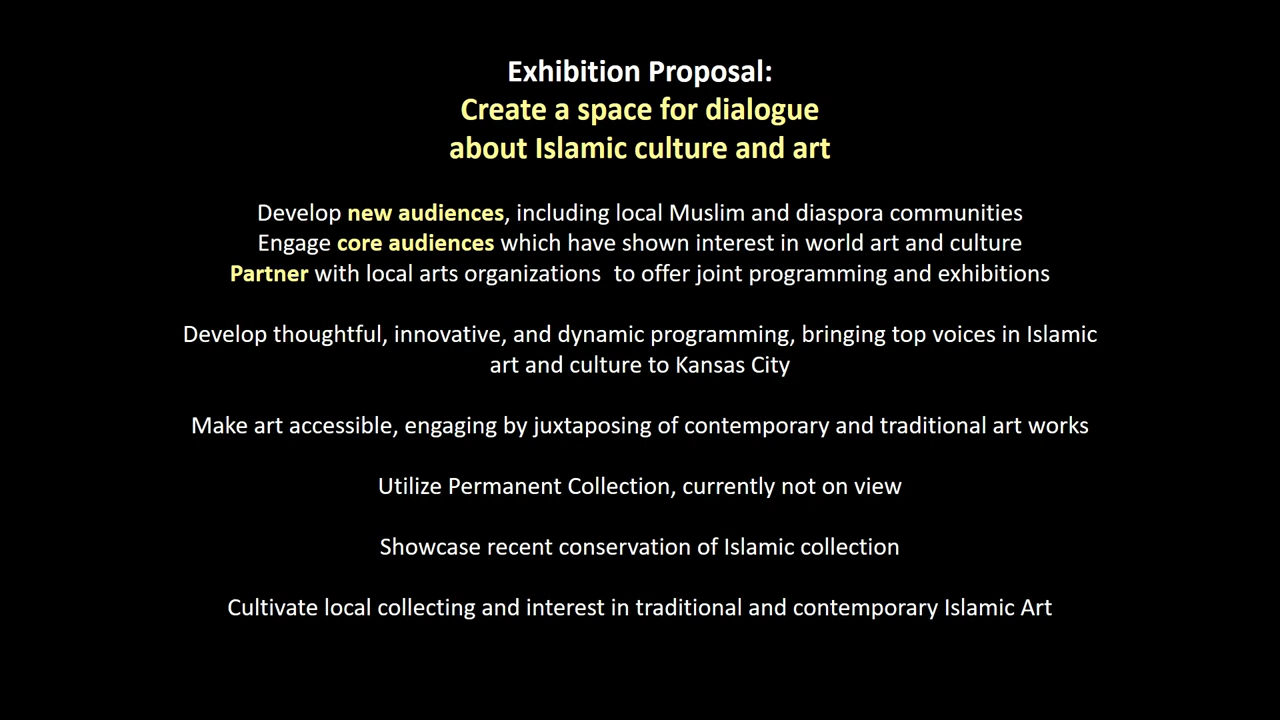 Exhibition Proposal:
Create a space for dialogue
about Islamic culture and art
Develop new audiences, including local Muslim and diaspora communities
Engage core audiences which have shown interest in world art and culture
Partner with local arts organizations  to offer joint programming and exhibitions
Develop thoughtful, innovative, and dynamic programming, bringing top voices in Islamic
art and culture to Kansas City
Make art accessible, engaging by juxtaposing of contemporary and traditional art works
Utilize Permanent Collection, currently not on view
Showcase recent conservation of Islamic collection
Cultivate local collecting and interest in traditional and contemporary Islamic Art